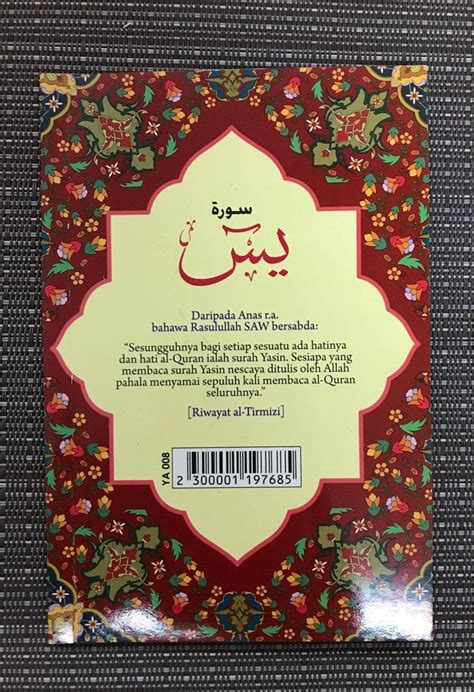 سورة
يس
Daripada Anas r.a.
bahawa Rasulullah SAW bersabda:
“Sesungguhnya bagi setiap sesuatu ada hatinya
dan hati al-Quran ialah surah Yasin. Sesiapa yang
membaca surah Yasin nescaya ditulis oleh Allah
pahala menyamai sepuluh kali membaca al-Quran
seluruhnya.”
[Riwayat al-Tirmizi]
YA 008
2 300001 197685